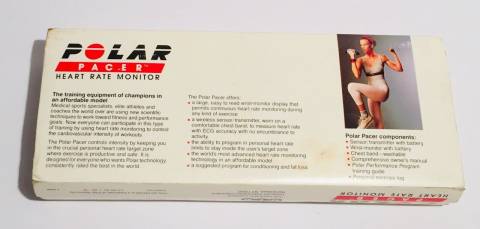 POLAR
PACER™
HEART RATE MONITOR
The training equipment of champions in
an affordable model
Medical sports specialists, elite athletes and
coaches the world over are using new scientific
techniques to work toward fitness and performance
goals. Now everyone can participate in this type
of training by using heart rate monitoring to control
the cardiovascular intensity of workouts.
The Polar Pacer controls intensity by keeping you
in the crucial personal heart rate target zone
where exercise is productive and safe. It is
designed for everyone who wants Polar technology,
consistently rated the best in the world.
The Polar Pacer offers:
• a large, easy to read wrist-monitor display that
permits continuous heart rate monitoring during
any kind of exercise
• a wireless sensor transmitter, worn on a
comfortable chest band, to measure heart rate
with ECG accuracy with no encumbrance to
activity
• the ability to program in personal heart rate
limits to stay inside the user's target zone
• the world's most advanced heart rate monitoring
technology in an affordable model
• a suggested program for conditioning and fat loss
Polar Pacer components:
• Sensor transmitter with battery
• Wrist-monitor with battery
• Chest band - washable
• Comprehensive owner's manual
• Polar Performance Program
training guide
• Personal exercise log
POLAR
PACER
HEART RATE MONITOR